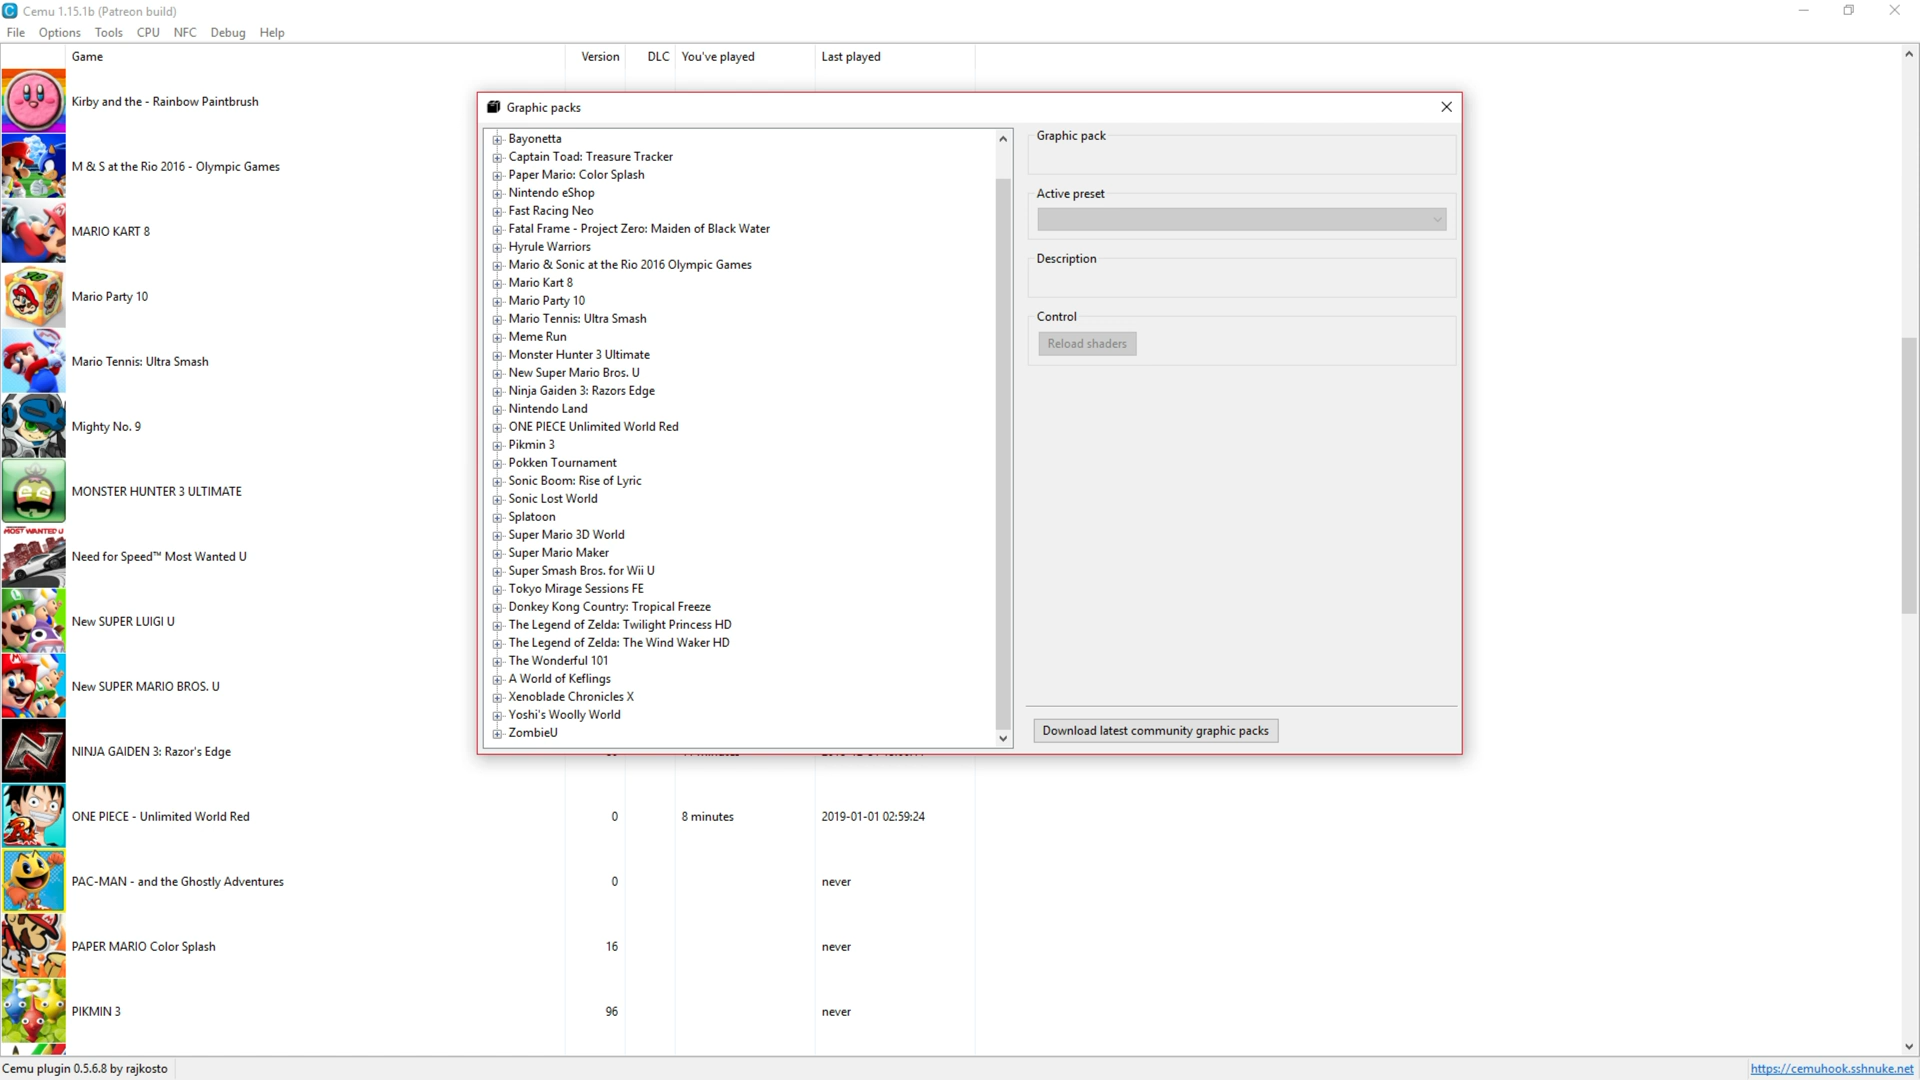 Cemu 1.15.1b (Patreon build)
File Options Tools CPU NFC Debug Help
Game Version DLC You've played Last played
Kirby and the - Rainbow Paintbrush
M & S at the Rio 2016 - Olympic Games
MARIO KART 8
Mario Party 10
Mario Tennis: Ultra Smash
Mighty No. 9
MONSTER HUNTER 3 ULTIMATE
MOST WANTED U
Need for Speed™ Most Wanted U
New SUPER LUIGI U
New SUPER MARIO BROS. U
NINJA GAIDEN 3: Razor's Edge
ONE PIECE - Unlimited World Red 0 8 minutes 2019-01-01 02:59:24
PAC-MAN - and the Ghostly Adventures 0 never
PAPER MARIO Color Splash 16 never
PIKMIN 3 96 never
Graphic packs
Bayonetta
Captain Toad: Treasure Tracker
Paper Mario: Color Splash
Nintendo eShop
Fast Racing Neo
Fatal Frame - Project Zero: Maiden of Black Water
Hyrule Warriors
Mario & Sonic at the Rio 2016 Olympic Games
Mario Kart 8
Mario Party 10
Mario Tennis: Ultra Smash
Meme Run
Monster Hunter 3 Ultimate
New Super Mario Bros. U
Ninja Gaiden 3: Razors Edge
Nintendo Land
ONE PIECE Unlimited World Red
Pikmin 3
Pokken Tournament
Sonic Boom: Rise of Lyric
Sonic Lost World
Splatoon
Super Mario 3D World
Super Mario Maker
Super Smash Bros. for Wii U
Tokyo Mirage Sessions FE
Donkey Kong Country: Tropical Freeze
The Legend of Zelda: Twilight Princess HD
The Legend of Zelda: The Wind Waker HD
The Wonderful 101
A World of Keflings
Xenoblade Chronicles X
Yoshi's Woolly World
ZombieU
Graphic pack
Active preset
Description
Control
Reload shaders
Download latest community graphic packs
Cemu plugin 0.5.6.8 by rajkosto
https://cemuhook.sshnuke.net